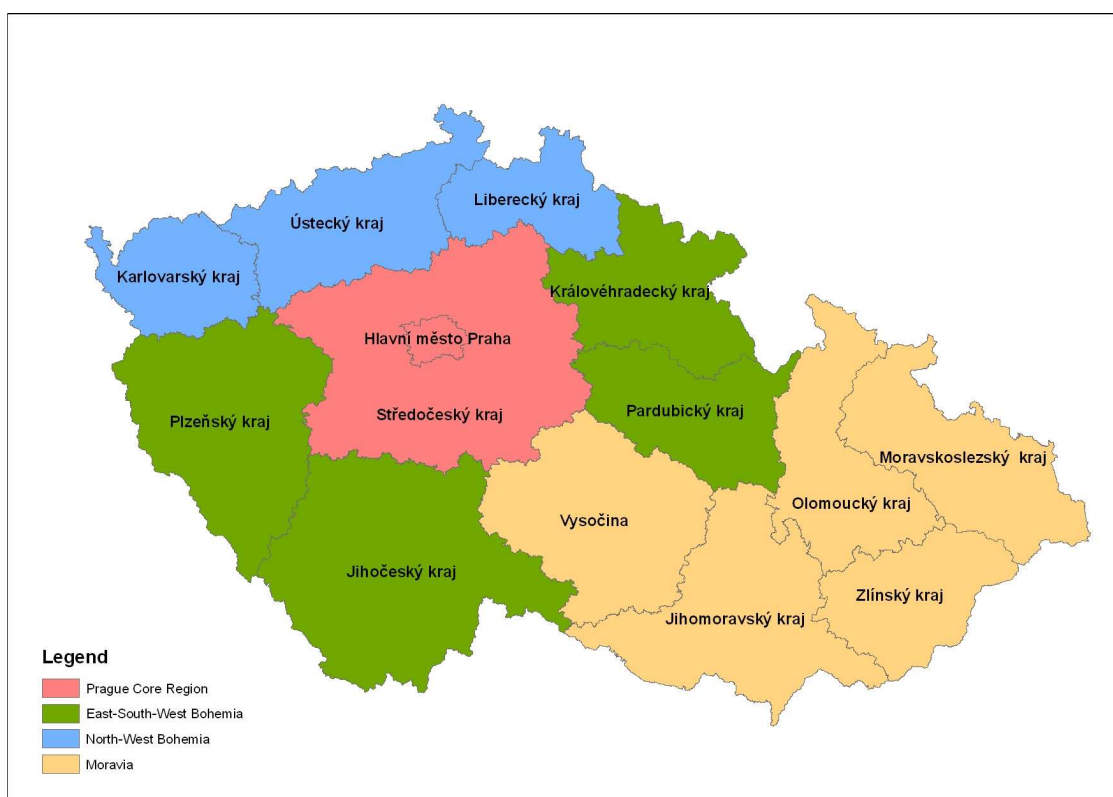 Liberecký kraj
Ústecký kraj
Karlovarský kraj
Královéhradecký kraj
Hlavní město Praha
Středočeský kraj
Pardubický kraj
Plzeňský kraj
Moravskoslezský kraj
Olomoucký kraj
Vysočina
Jihočeský kraj
Zlínský kraj
Jihomoravský kraj
Legend
Prague Core Region
East-South-West Bohemia
North-West Bohemia
Moravia